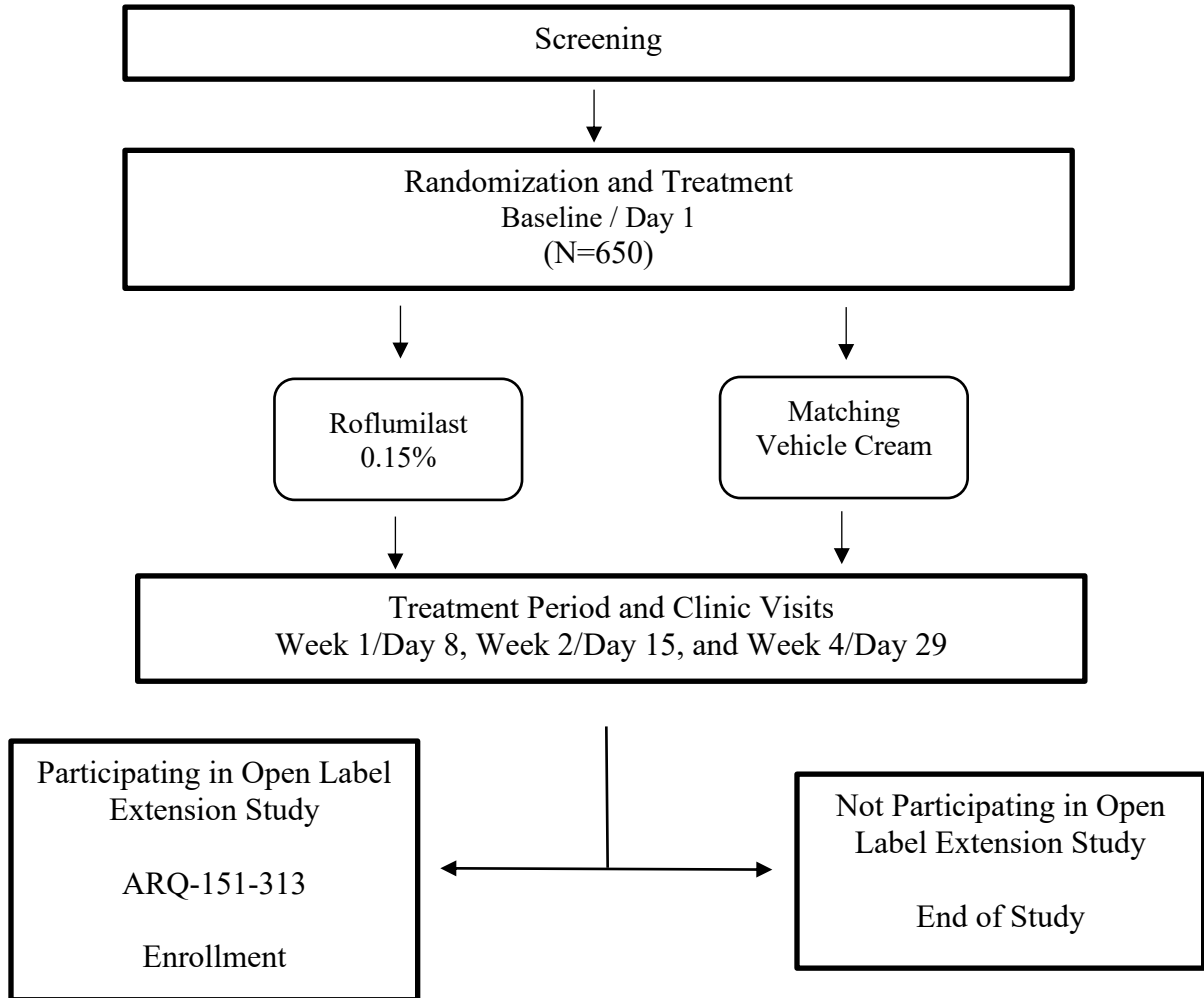 Screening
Randomization and Treatment
Baseline / Day 1
(N=650)
Roflumilast
0.15%
Matching
Vehicle Cream
Treatment Period and Clinic Visits
Week 1/Day 8, Week 2/Day 15, and Week 4/Day 29
Participating in Open Label
Extension Study
ARQ-151-313
Enrollment
Not Participating in Open
Label Extension Study
End of Study